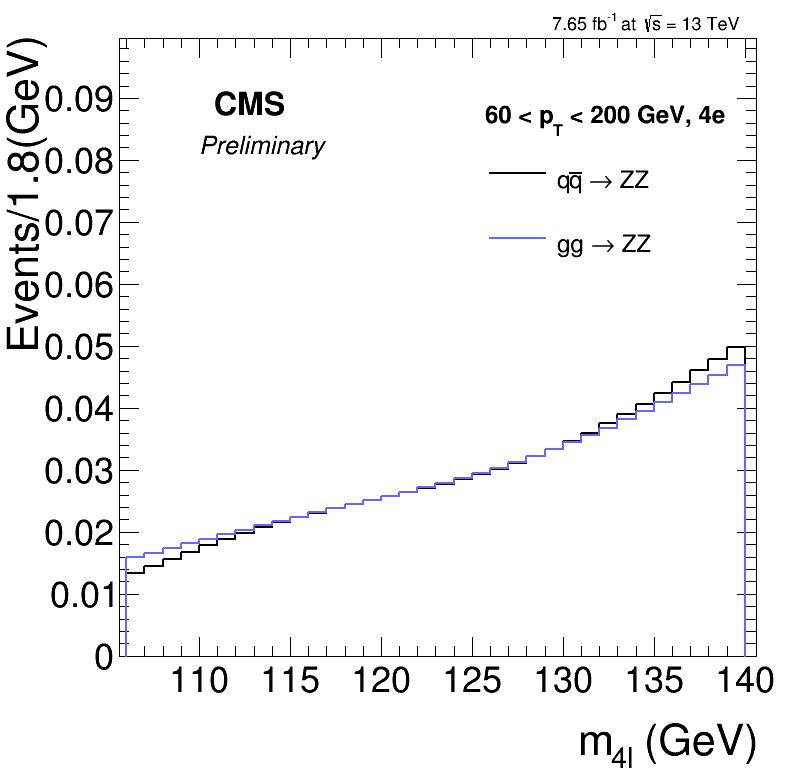 7.65 fb⁻¹ at √s = 13 TeV
CMS
Preliminary
60 < p_T < 200 GeV, 4e
qq̅ → ZZ
gg → ZZ
Events/1.8(GeV)
0.09
0.08
0.07
0.06
0.05
0.04
0.03
0.02
0.01
0
110 115 120 125 130 135 140
m_4l (GeV)